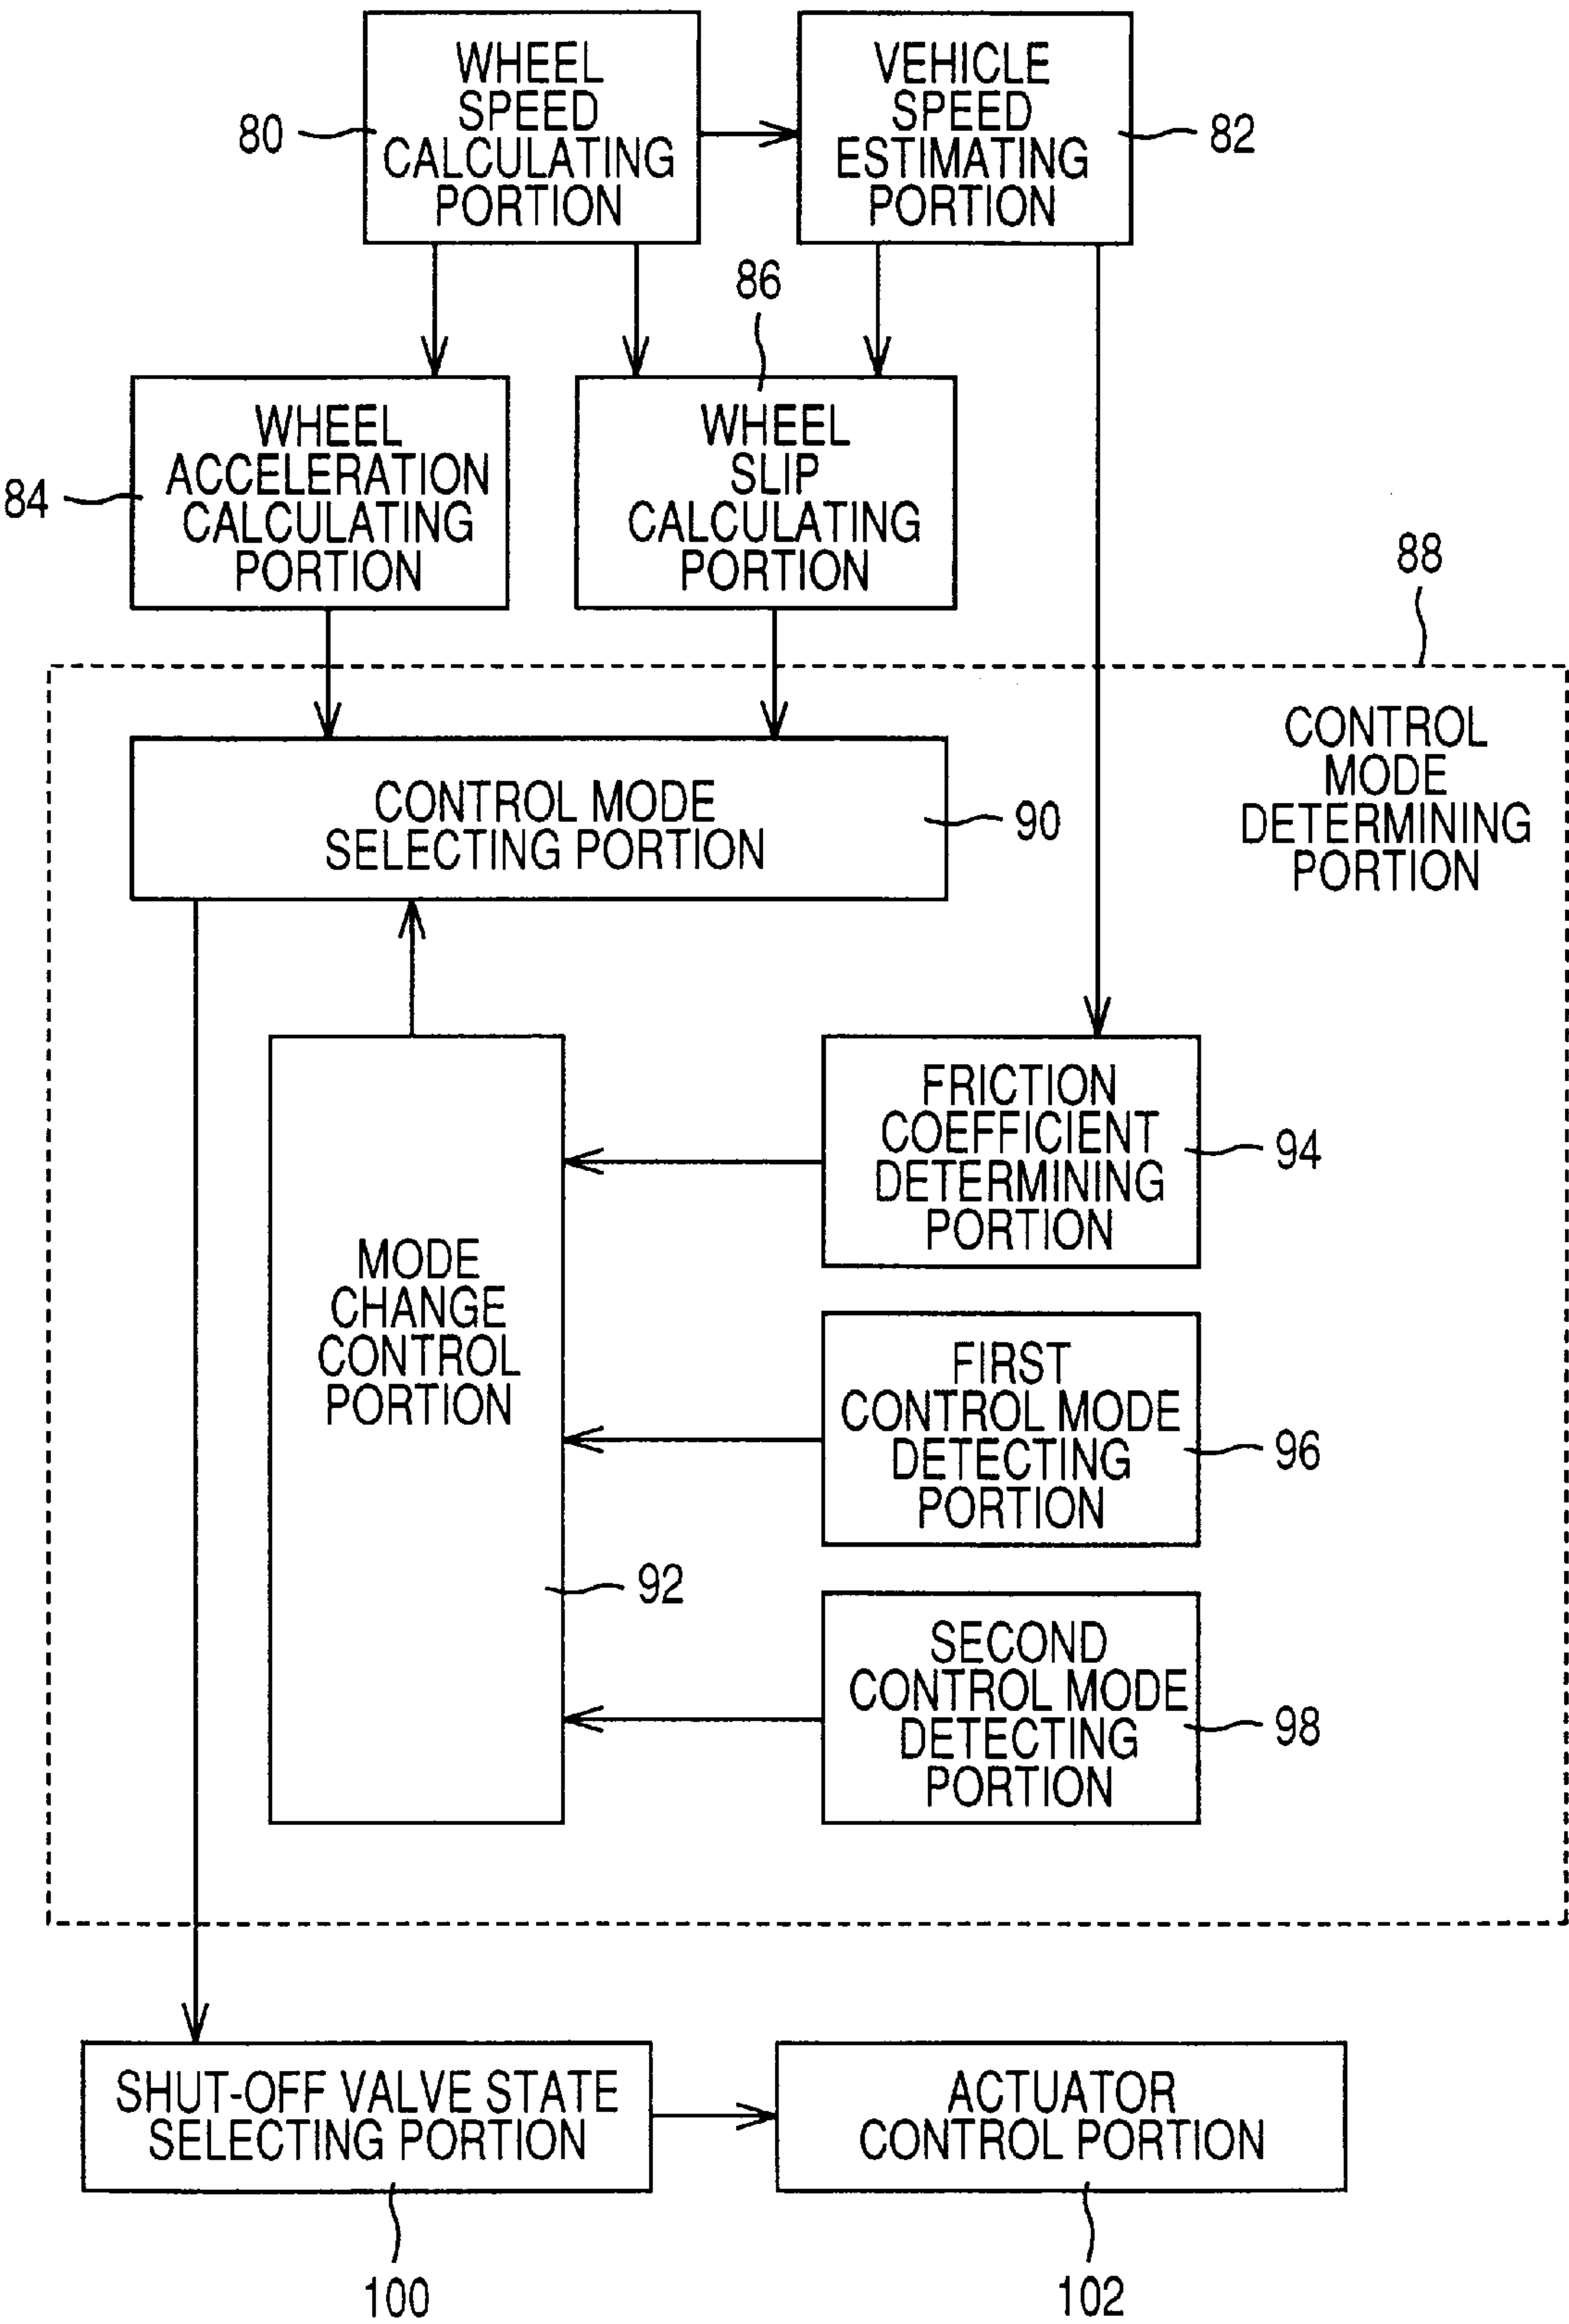 WHEEL
SPEED
CALCULATING
PORTION
80
VEHICLE
SPEED
ESTIMATING
PORTION
82
86
WHEEL
ACCELERATION
CALCULATING
PORTION
84
WHEEL
SLIP
CALCULATING
PORTION
88
CONTROL
MODE
DETERMINING
PORTION
CONTROL MODE
SELECTING PORTION
90
MODE
CHANGE
CONTROL
PORTION
92
FRICTION
COEFFICIENT
DETERMINING
PORTION
94
FIRST
CONTROL MODE
DETECTING
PORTION
96
SECOND
CONTROL MODE
DETECTING
PORTION
98
SHUT-OFF VALVE STATE
SELECTING PORTION
100
ACTUATOR
CONTROL PORTION
102